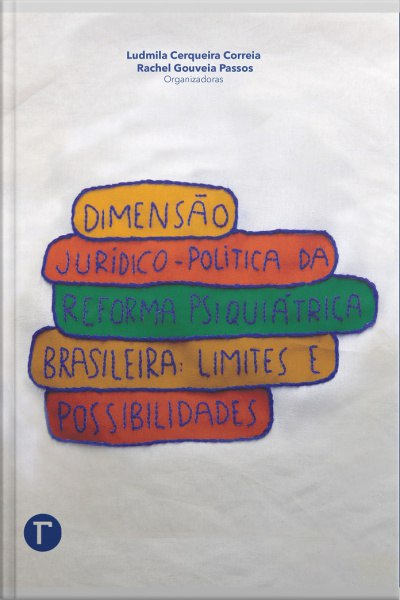 Ludmila Cerqueira Correia
Rachel Gouveia Passos
Organizadoras
DIMENSÃO
JURÍDICO-POLÍTICA DA
REFORMA PSIQUIÁTRICA
BRASILEIRA: LIMITES E
POSSIBILIDADES